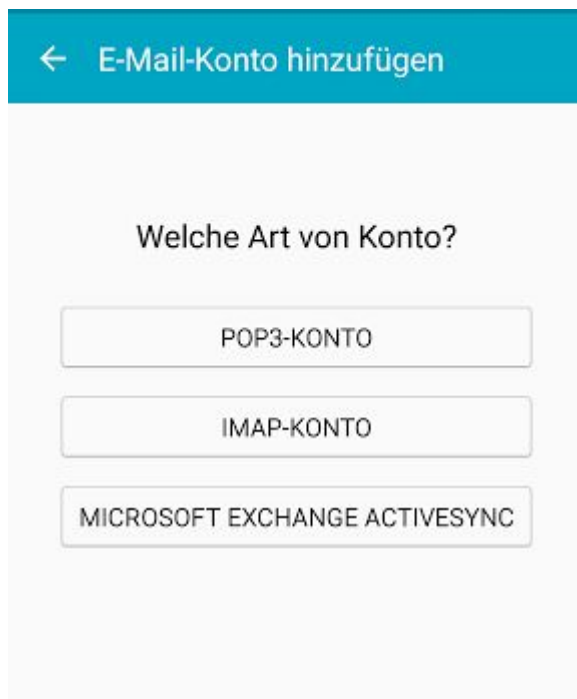 E-Mail-Konto hinzufügen
Welche Art von Konto?
POP3-KONTO
IMAP-KONTO
MICROSOFT EXCHANGE ACTIVESYNC